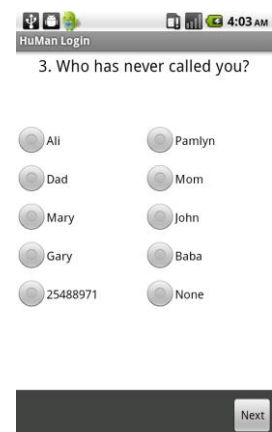 4:03 AM
HuMan Login
3. Who has never called you?
Ali
Pamlyn
Dad
Mom
Mary
John
Gary
Baba
25488971
None
Next